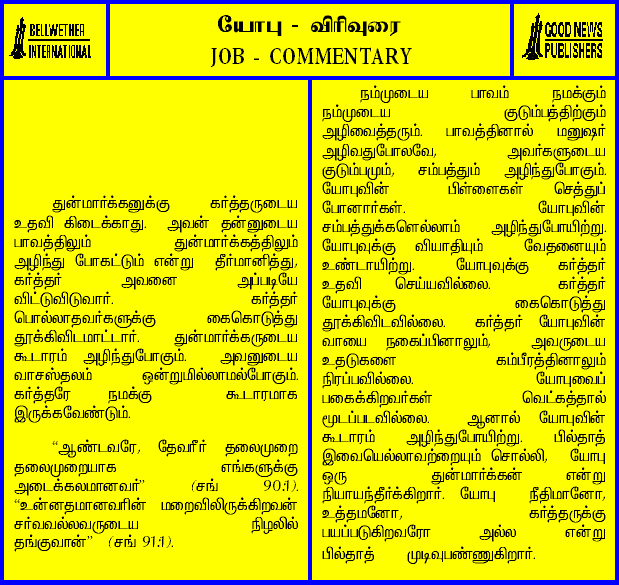 BELLWETHER
INTERNATIONAL
யோபு - விரிவுரை
JOB - COMMENTARY
GOOD NEWS
PUBLISHERS
துன்மார்க்கனுக்கு கர்த்தருடைய
உதவி கிடைக்காது. அவன் தன்னுடைய
பாவத்திலும் துன்மார்க்கத்திலும்
அழிந்து போகட்டும் என்று தீர்மானித்து,
கர்த்தர் அவனை அப்படியே
விட்டுவிடுவார். கர்த்தர்
பொல்லாதவர்களுக்கு கைகொடுத்து
தூக்கிவிடமாட்டார். துன்மார்க்கருடைய
கூடாரம் அழிந்துபோகும். அவனுடைய
வாசஸ்தலம் ஒன்றுமில்லாமல்போகும்.
கர்த்தரே நமக்கு கூடாரமாக
இருக்கவேண்டும்.
“ஆண்டவரே, தேவரீர் தலைமுறை
தலைமுறையாக எங்களுக்கு
அடைக்கலமானவர்” (சங் 90:1).
“உன்னதமானவரின் மறைவிலிருக்கிறவன்
சர்வவல்லவருடைய நிழலில்
தங்குவான்” (சங் 91:1).
நம்முடைய பாவம் நமக்கும்
நம்முடைய குடும்பத்திற்கும்
அழிவைத்தரும். பாவத்தினால் மனுஷர்
அழிவதுபோலவே, அவர்களுடைய
குடும்பமும், சம்பத்தும் அழிந்துபோகும்.
யோபுவின் பிள்ளைகள் செத்துப்
போனார்கள். யோபுவின்
சம்பத்துக்களெல்லாம் அழிந்துபோயிற்று.
யோபுவுக்கு வியாதியும் வேதனையும்
உண்டாயிற்று. யோபுவுக்கு கர்த்தர்
உதவி செய்யவில்லை. கர்த்தர்
யோபுவுக்கு கைகொடுத்து
தூக்கிவிடவில்லை. கர்த்தர் யோபுவின்
வாயை நகைப்பினாலும், அவருடைய
உதடுகளை கம்பீரத்தினாலும்
நிரப்பவில்லை. யோபுவைப்
பகைக்கிறவர்கள் வெட்கத்தால்
மூடப்படவில்லை. ஆனால் யோபுவின்
கூடாரம் அழிந்துபோயிற்று. பில்தாத்
இவையெல்லாவற்றையும் சொல்லி, யோபு
ஒரு துன்மார்க்கன் என்று
நியாயந்தீர்க்கிறார். யோபு நீதிமானோ,
உத்தமனோ, கர்த்தருக்கு
பயப்படுகிறவரோ அல்ல என்று
பில்தாத் முடிவுபண்ணுகிறார்.